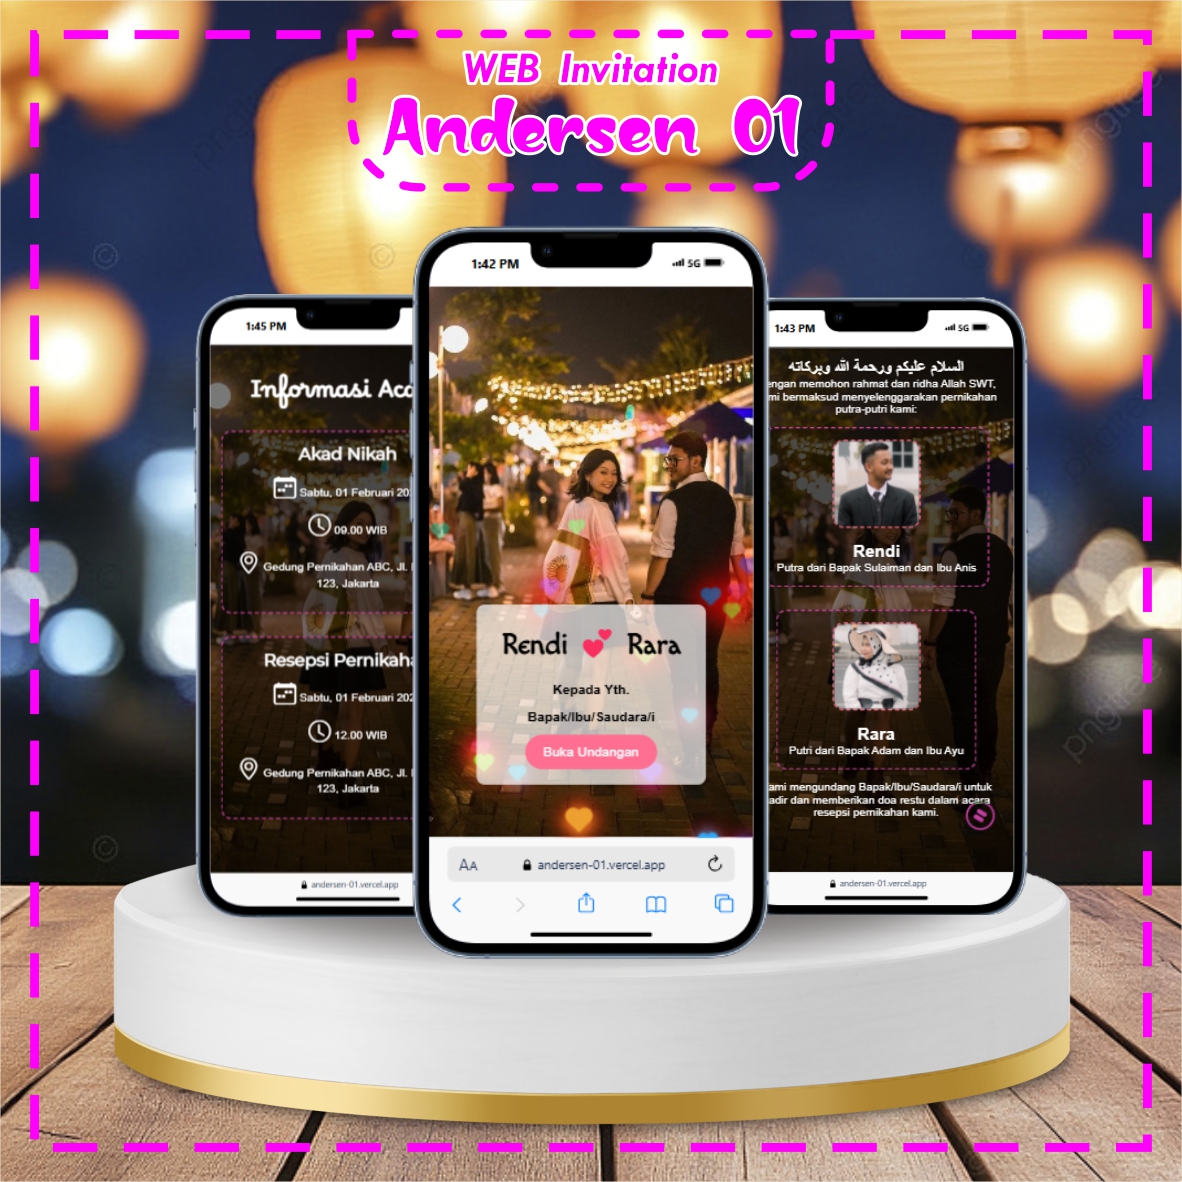 WEB Invitation
Andersen 01
1:45 PM
Informasi Aca
Akad Nikah
Sabtu, 01 Februari 20
09.00 WIB
Gedung Pernikahan ABC, Jl.
123, Jakarta
Resepsi Pernikaha
Sabtu, 01 Februari 202
12.00 WIB
Gedung Pernikahan ABC, Jl.
123, Jakarta
andersen-01.vercel.app
1:42 PM
5G
Rendi Rara
Kepada Yth.
Bapak/Ibu/Saudara/i
Buka Undangan
AA andersen-01.vercel.app
1:43 PM
5G
السلام عليكم ورحمة الله وبركاته
engan memohon rahmat dan ridha Allah SWT,
mi bermaksud menyelenggarakan pernikahan
putra-putri kami:
Rendi
Putra dari Bapak Sulaiman dan Ibu Anis
Rara
Putri dari Bapak Adam dan Ibu Ayu
ami mengundang Bapak/Ibu/Saudara/i untuk
adir dan memberikan doa restu dalam acara
resepsi pernikahan kami.
andersen-01.vercel.app